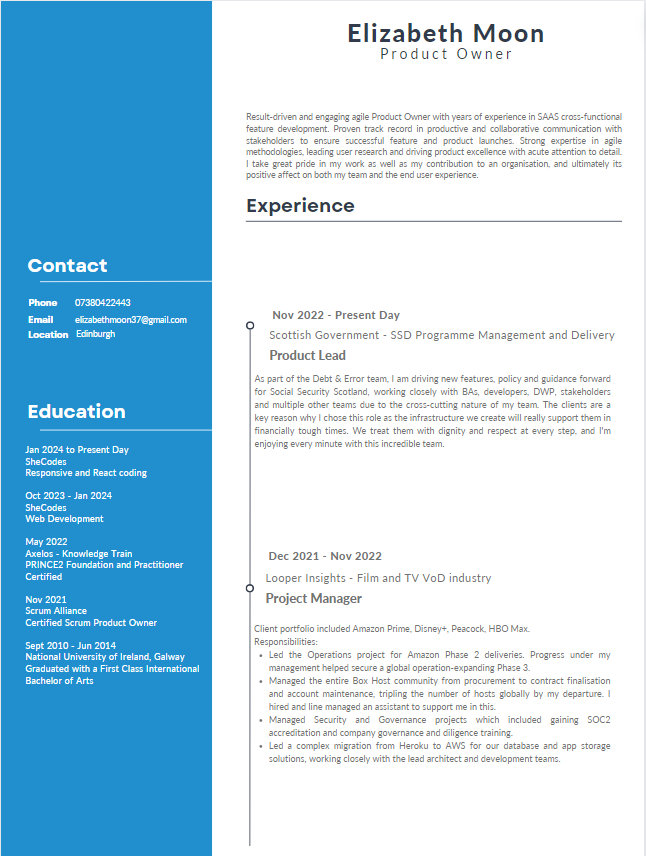 Elizabeth Moon
Product Owner
Result-driven and engaging agile Product Owner with years of experience in SAAS cross-functional
feature development. Proven track record in productive and collaborative communication with
stakeholders to ensure successful feature and product launches. Strong expertise in agile
methodologies, leading user research and driving product excellence with acute attention to detail.
I take great pride in my work as well as my contribution to an organisation, and ultimately its
positive affect on both my team and the end user experience.
Experience
Nov 2022 - Present Day
Scottish Government - SSD Programme Management and Delivery
Product Lead
As part of the Debt & Error team, I am driving new features, policy and guidance forward
for Social Security Scotland, working closely with BAs, developers, DWP, stakeholders
and multiple other teams due to the cross-cutting nature of my team. The clients are a
key reason why I chose this role as the infrastructure we create will really support them in
financially tough times. We treat them with dignity and respect at every step, and I'm
enjoying every minute with this incredible team.
Dec 2021 - Nov 2022
Looper Insights - Film and TV VoD industry
Project Manager
Client portfolio included Amazon Prime, Disney+, Peacock, HBO Max.
Responsibilities:
• Led the Operations project for Amazon Phase 2 deliveries. Progress under my
management helped secure a global operation-expanding Phase 3.
• Managed the entire Box Host community from procurement to contract finalisation
and account maintenance, tripling the number of hosts globally by my departure. I
hired and line managed an assistant to support me in this.
• Managed Security and Governance projects which included gaining SOC2
accreditation and company governance and diligence training.
• Led a complex migration from Heroku to AWS for our database and app storage
solutions, working closely with the lead architect and development teams.
Contact
Phone 07380422443
Email elizabethmoon37@gmail.com
Location Edinburgh
Education
Jan 2024 to Present Day
SheCodes
Responsive and React coding
Oct 2023 - Jan 2024
SheCodes
Web Development
May 2022
Axelos - Knowledge Train
PRINCE2 Foundation and Practitioner
Certified
Nov 2021
Scrum Alliance
Certified Scrum Product Owner
Sept 2010 - Jun 2014
National University of Ireland, Galway
Graduated with a First Class International
Bachelor of Arts